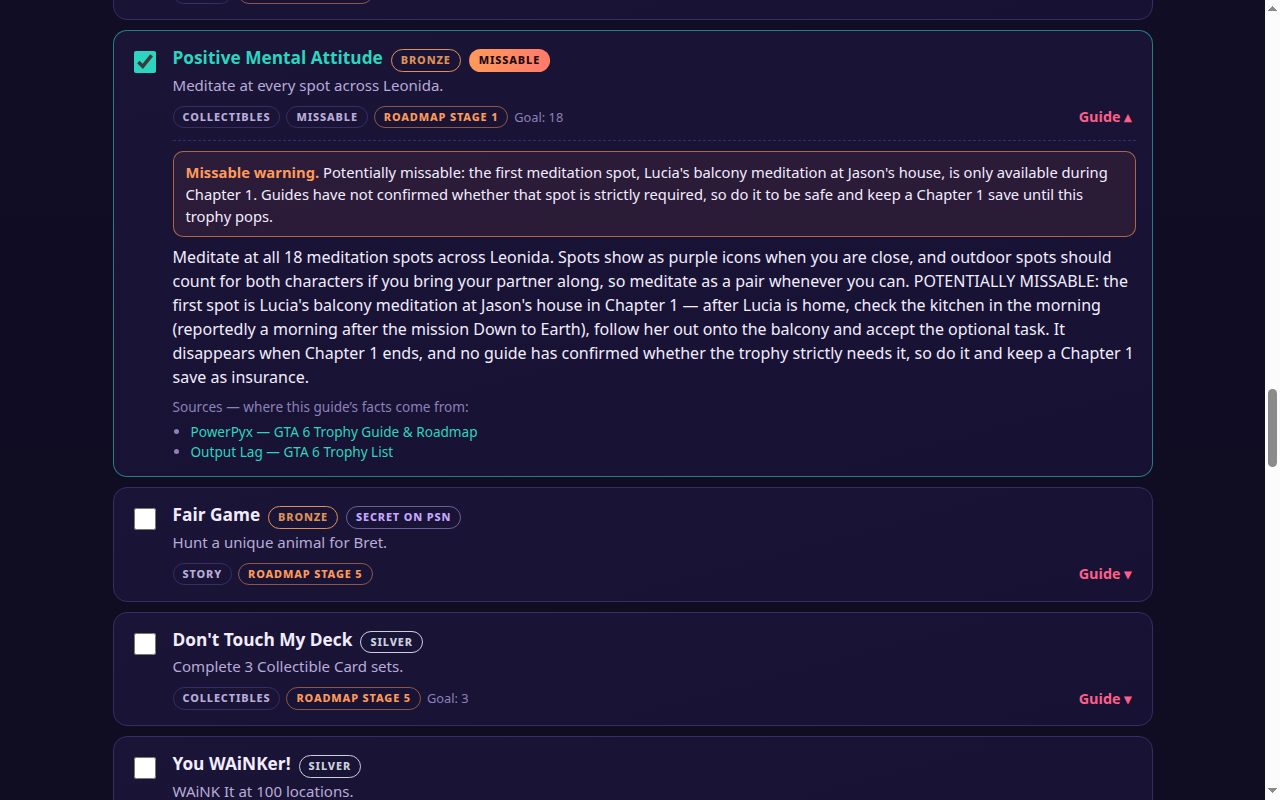 Positive Mental Attitude BRONZE MISSABLE
Meditate at every spot across Leonida.
COLLECTIBLES MISSABLE ROADMAP STAGE 1 Goal: 18 Guide ▲
Missable warning. Potentially missable: the first meditation spot, Lucia's balcony meditation at Jason's house, is only available during
Chapter 1. Guides have not confirmed whether that spot is strictly required, so do it to be safe and keep a Chapter 1 save until this
trophy pops.
Meditate at all 18 meditation spots across Leonida. Spots show as purple icons when you are close, and outdoor spots should
count for both characters if you bring your partner along, so meditate as a pair whenever you can. POTENTIALLY MISSABLE: the
first spot is Lucia's balcony meditation at Jason's house in Chapter 1 — after Lucia is home, check the kitchen in the morning
(reportedly a morning after the mission Down to Earth), follow her out onto the balcony and accept the optional task. It
disappears when Chapter 1 ends, and no guide has confirmed whether the trophy strictly needs it, so do it and keep a Chapter 1
save as insurance.
Sources — where this guide's facts come from:
• PowerPyx — GTA 6 Trophy Guide & Roadmap
• Output Lag — GTA 6 Trophy List
Fair Game BRONZE SECRET ON PSN
Hunt a unique animal for Bret.
STORY ROADMAP STAGE 5 Guide ▼
Don't Touch My Deck SILVER
Complete 3 Collectible Card sets.
COLLECTIBLES ROADMAP STAGE 5 Goal: 3 Guide ▼
You WAiNKer! SILVER
WAiNK It at 100 locations.